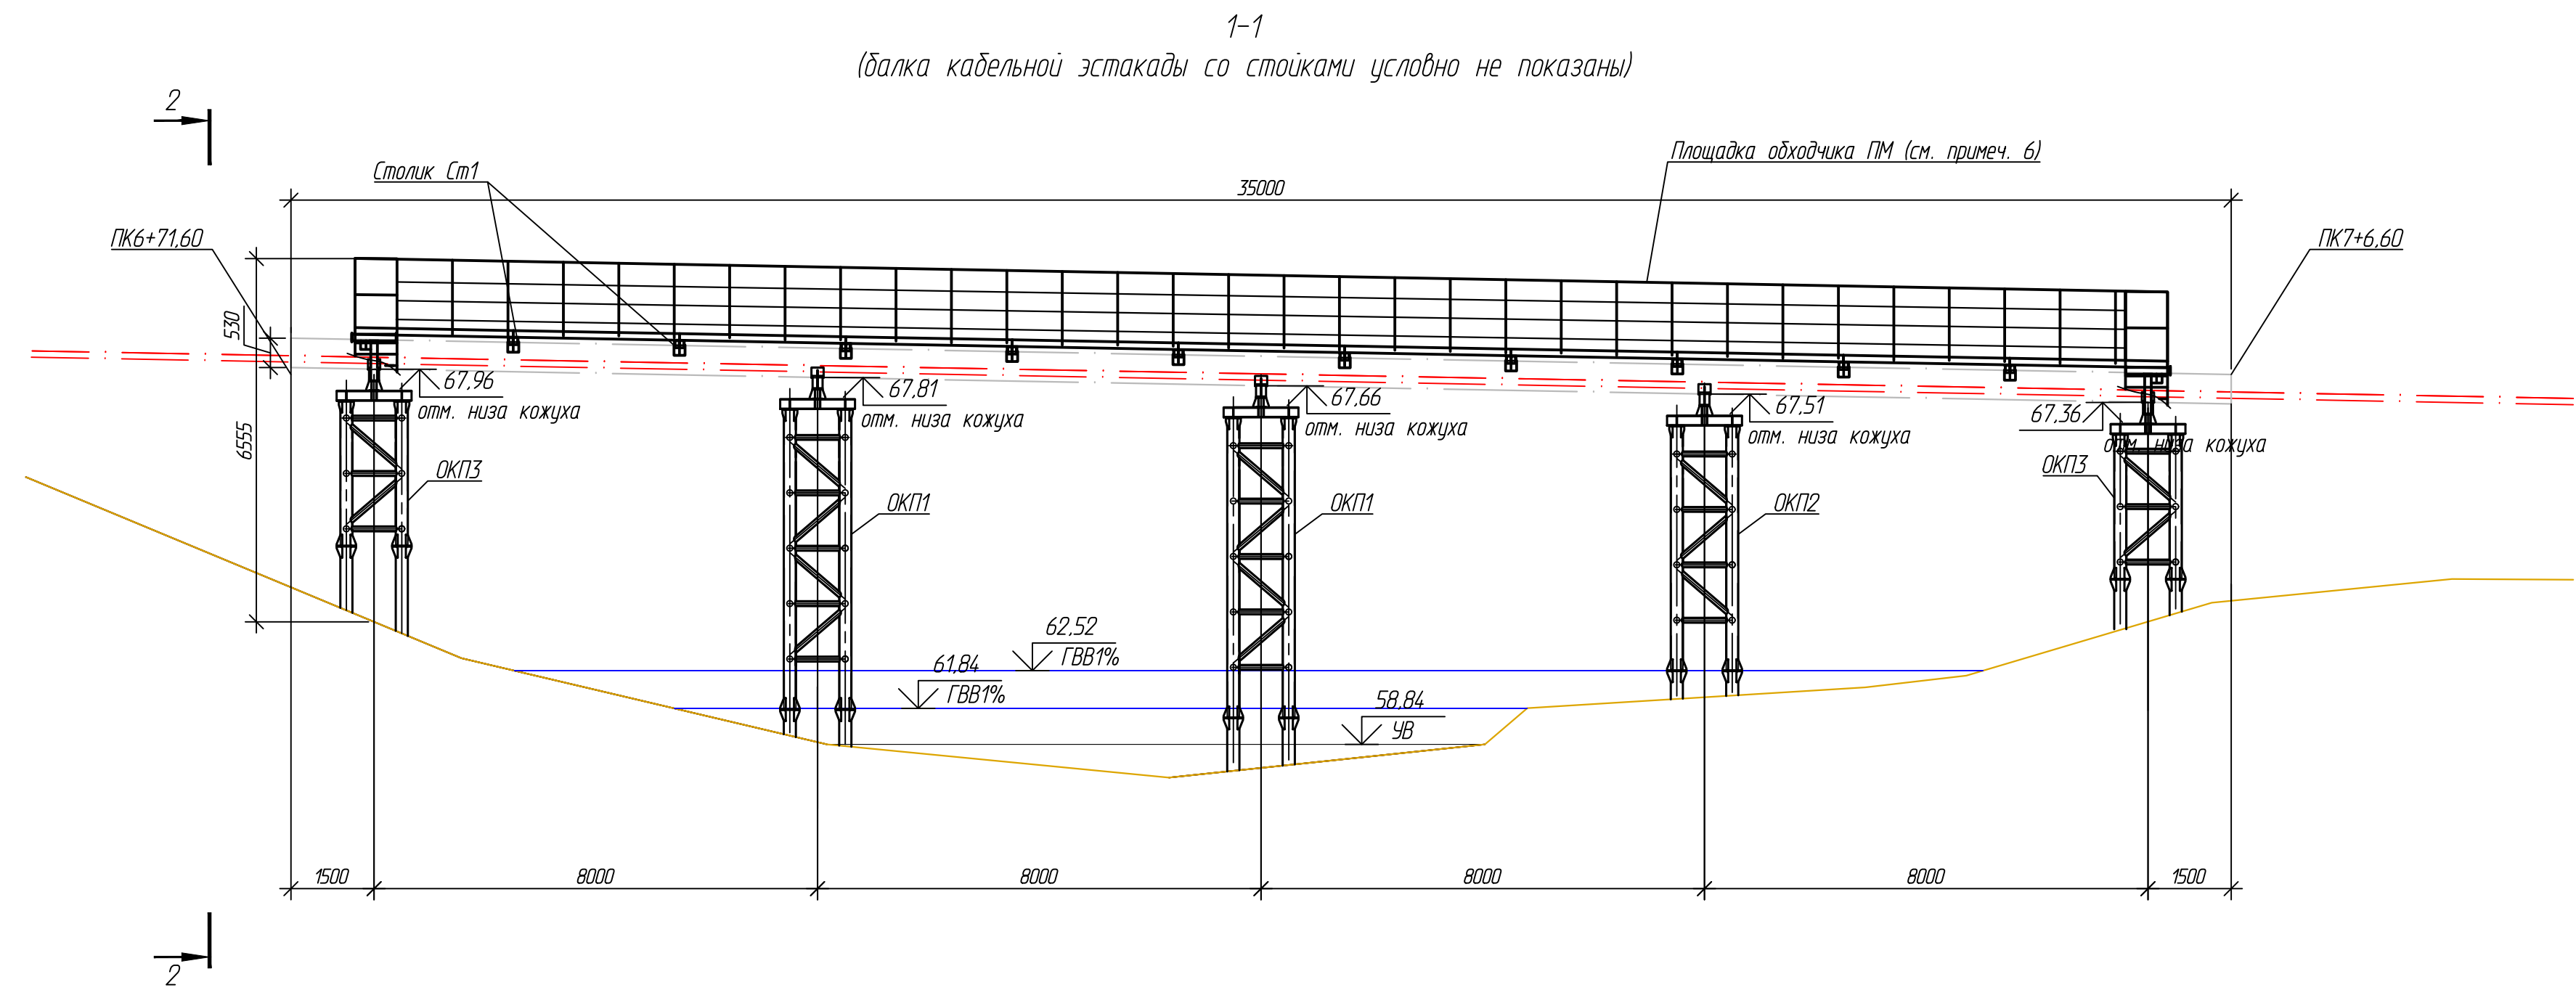 1-1
(балка кабельной эстакады со стойками условно не показаны)
2
Столик Ст1
Площадка обходчика ПМ (см. примеч. 6)
35000
ПК6+71,60
ПК7+6,60
530
6555
67,96
отм. низа кожуха
67,81
отм. низа кожуха
67,66
отм. низа кожуха
67,51
отм. низа кожуха
67,36
отм. низа кожуха
ОКП3
ОКП1
ОКП1
ОКП2
ОКП3
62,52
ГВВ1%
61,84
ГВВ1%
58,84
УВ
1500
8000
8000
8000
8000
1500
2